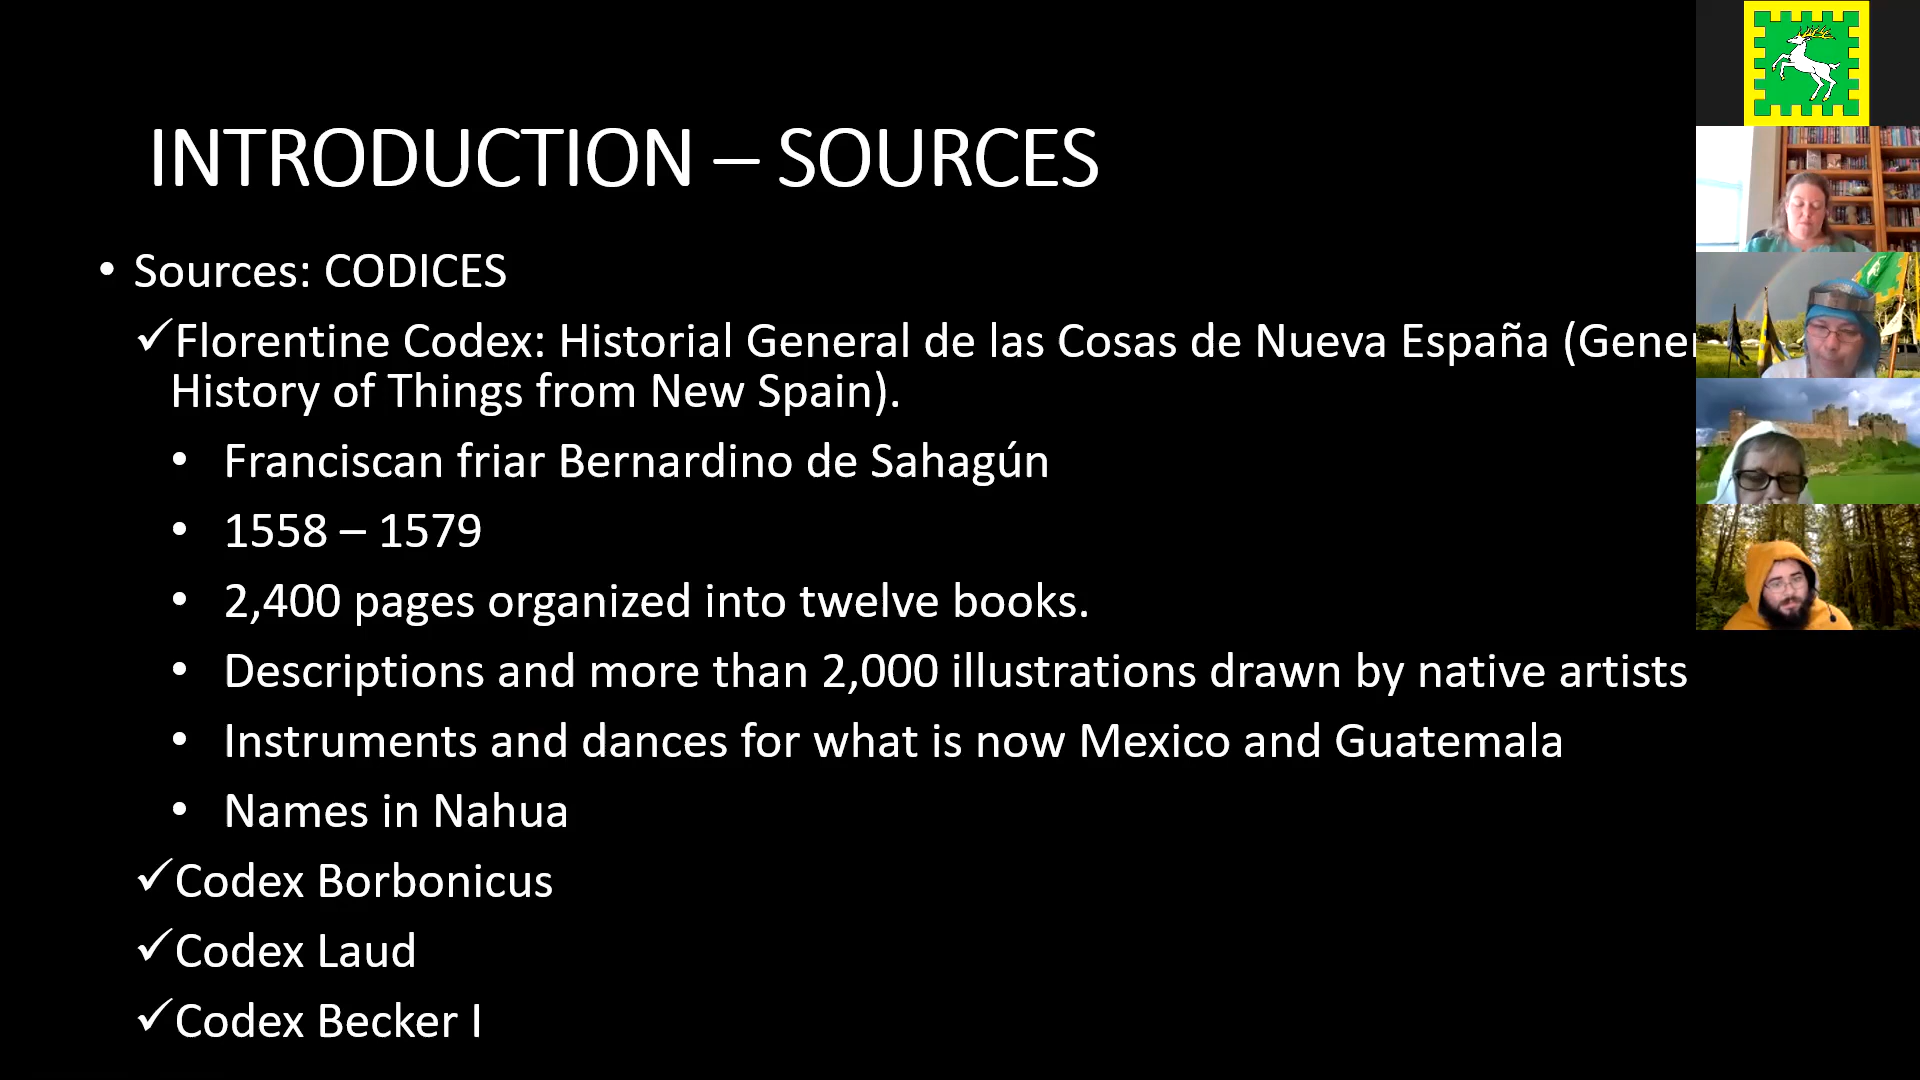 INTRODUCTION – SOURCES
• Sources: CODICES
✓Florentine Codex: Historial General de las Cosas de Nueva España (Gener
History of Things from New Spain).
• Franciscan friar Bernardino de Sahagún
• 1558 – 1579
• 2,400 pages organized into twelve books.
• Descriptions and more than 2,000 illustrations drawn by native artists
• Instruments and dances for what is now Mexico and Guatemala
• Names in Nahua
✓Codex Borbonicus
✓Codex Laud
✓Codex Becker I